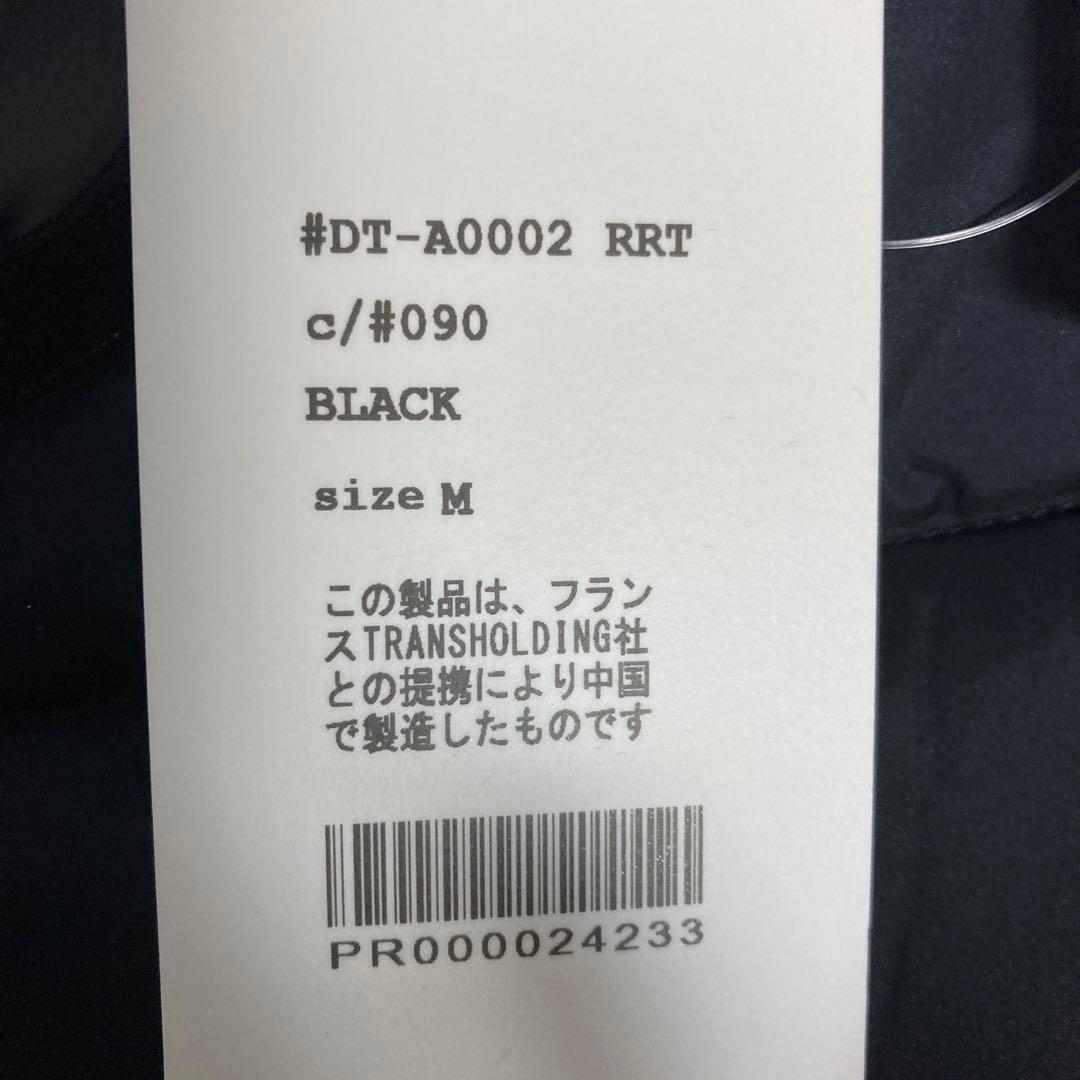 #DT-A0002 RRT
c/#090
BLACK
size M
この製品は、フラン
スTRANSHOLDING社
との提携により中国
で製造したものです
PR000024233